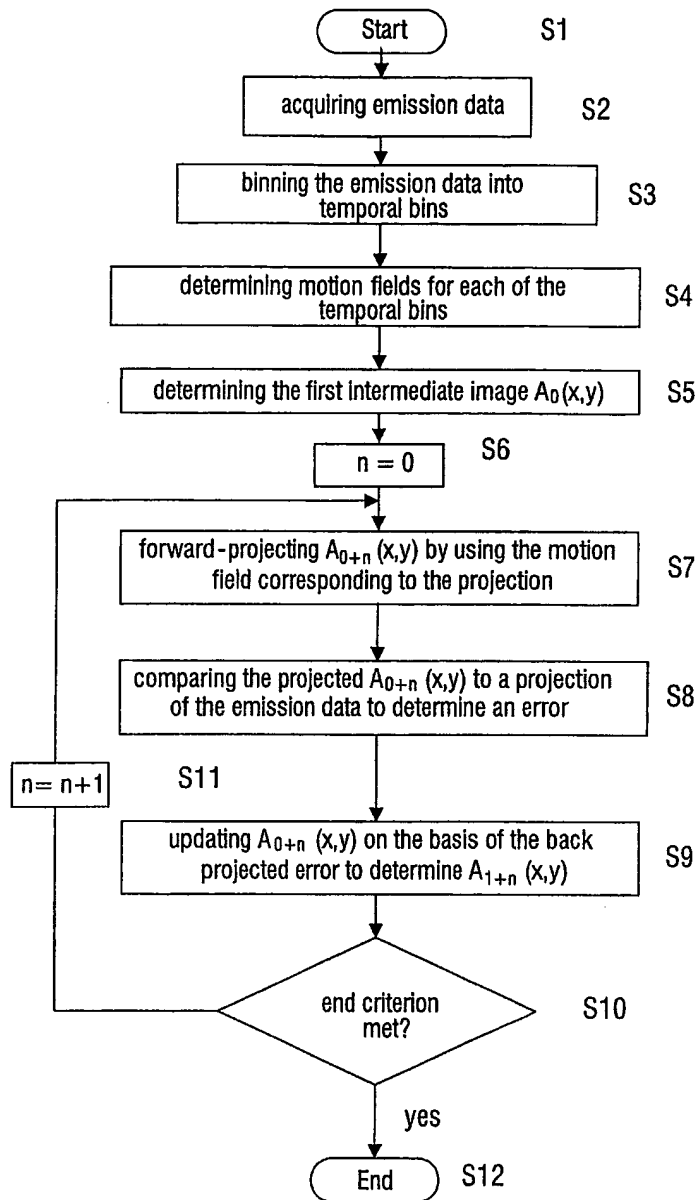 Start S1
acquiring emission data S2
binning the emission data into
temporal bins S3
determining motion fields for each of the
temporal bins S4
determining the first intermediate image A₀(x,y) S5
n = 0 S6
forward-projecting A₀₊ₙ (x,y) by using the motion
field corresponding to the projection S7
comparing the projected A₀₊ₙ (x,y) to a projection
of the emission data to determine an error S8
n= n+1 S11
updating A₀₊ₙ (x,y) on the basis of the back
projected error to determine A₁₊ₙ (x,y) S9
end criterion
met? S10
yes
End S12